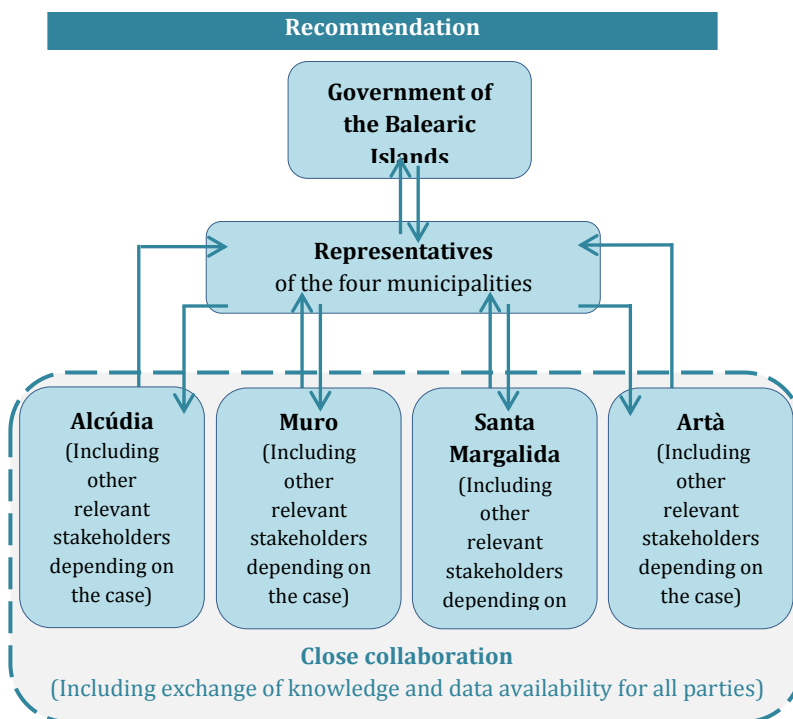 Recommendation
Government of
the Balearic
Islands
Representatives
of the four municipalities
Alcúdia
(Including
other
relevant
stakeholders
depending on
the case)
Muro
(Including
other
relevant
stakeholders
depending on
the case)
Santa
Margalida
(Including
other
relevant
stakeholders
depending on
Artà
(Including
other
relevant
stakeholders
depending on
the case)
Close collaboration
(Including exchange of knowledge and data availability for all parties)